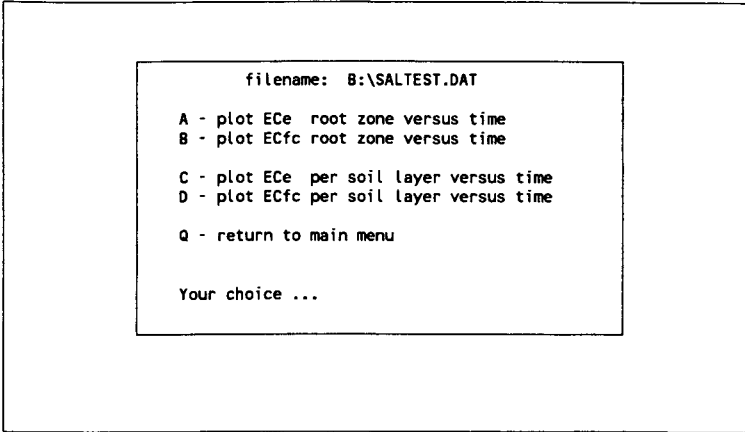 filename: B:\SALTEST.DAT
A - plot ECe root zone versus time
B - plot ECfc root zone versus time
C - plot ECe per soil layer versus time
D - plot ECfc per soil layer versus time
Q - return to main menu
Your choice ...